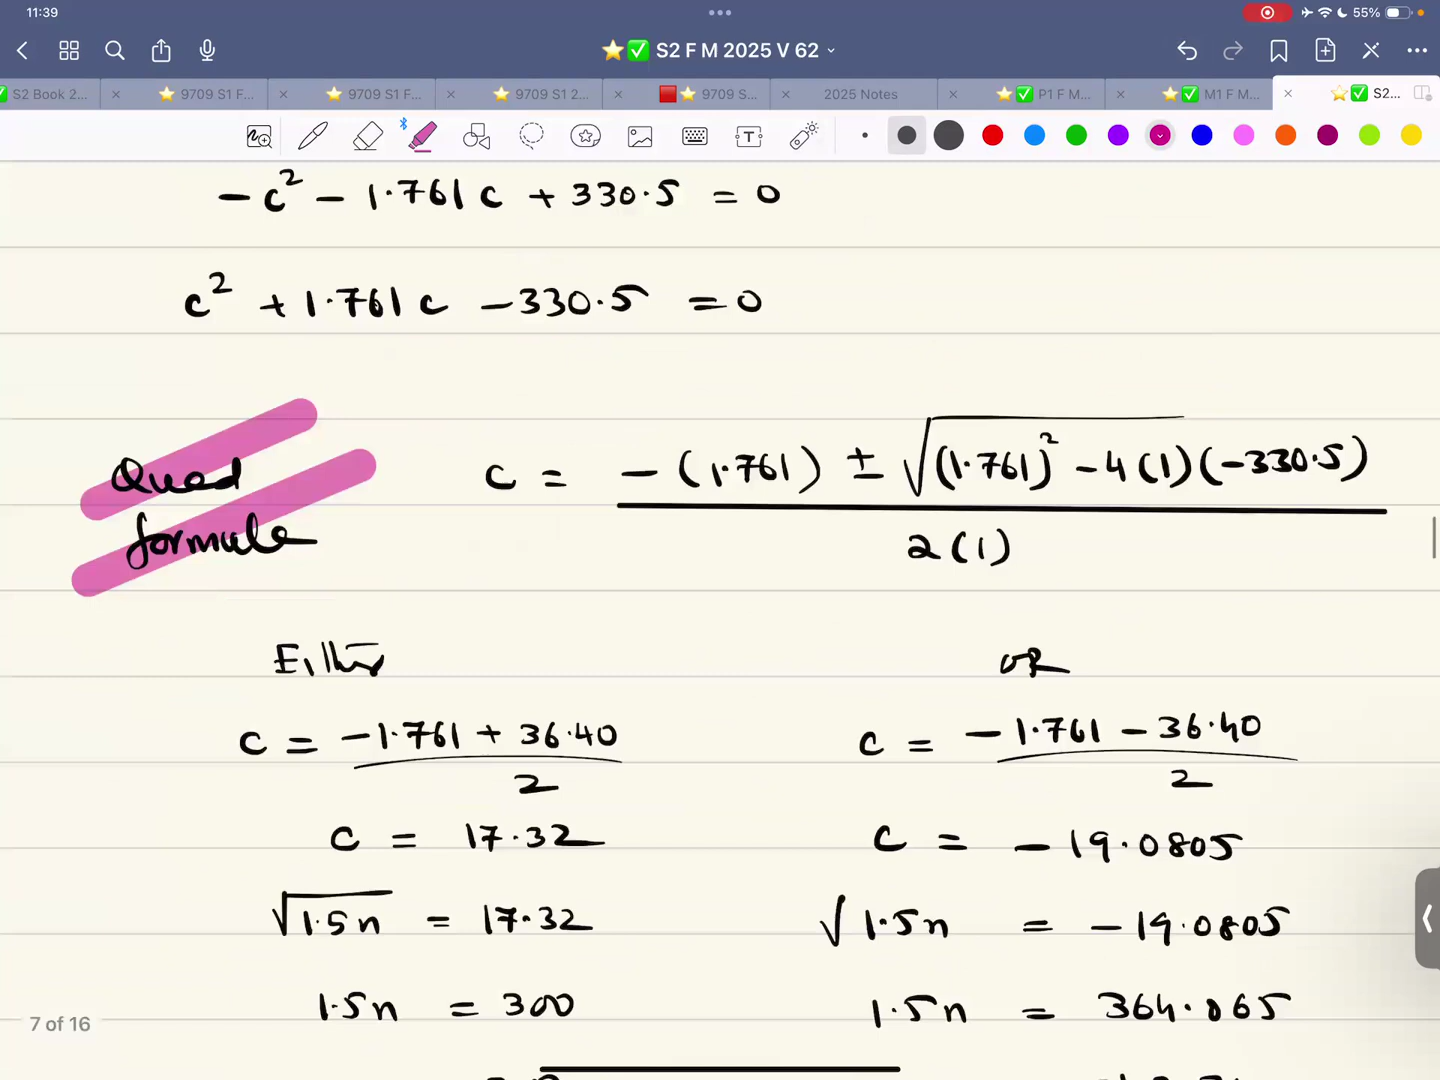 11:39
55%
S2 F M 2025 V 62
S2 Book 2...
9709 S1 F...
9709 S1 F...
9709 S1 2...
9709 S...
2025 Notes
P1 F M...
M1 F M...
S2...
-c² - 1.761c + 330.5 = 0
c² + 1.761c - 330.5 = 0
Quad
formula
c = -(1.761) ± √(1.761)² - 4(1)(-330.5)
2(1)
Either
OR
c = -1.761 + 36.40
2
c = -1.761 - 36.40
2
c = 17.32
c = -19.0805
√1.5n = 17.32
√1.5n = -19.0805
1.5n = 300
1.5n = 364.065
7 of 16